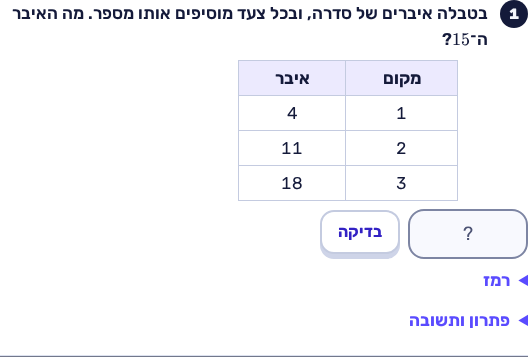 1 בטבלה איברים של סדרה, ובכל צעד מוסיפים אותו מספר. מה האיבר
ה־15?
מקום איבר
1 4
2 11
3 18
? בדיקה
◀ רמז
◀ פתרון ותשובה